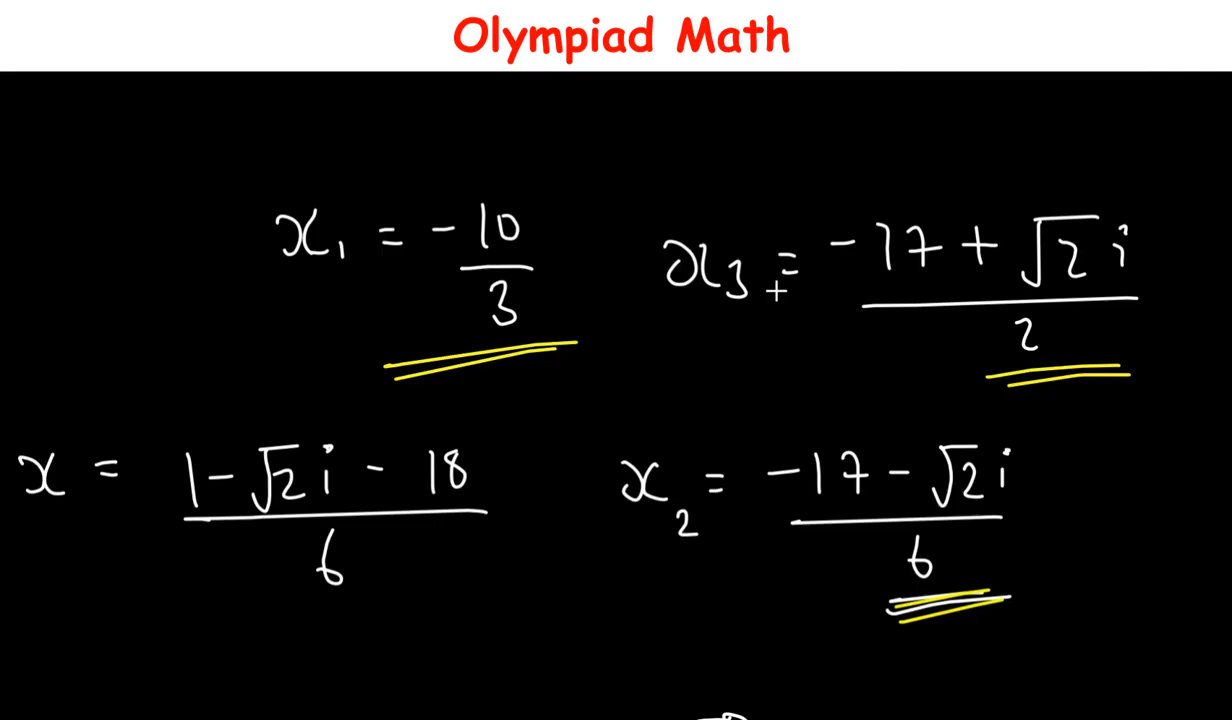 Olympiad Math
x₁ = -10/3
x₃ = (-17 + √2 i)/2
x = (1 - √2 i - 18)/6
x₂ = (-17 - √2 i)/6